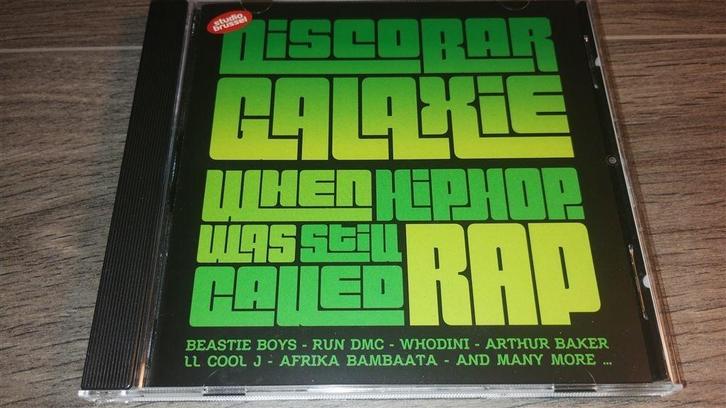 studio
brussel
DiSCOBAR
GALAXiE
WHEN HiPHOP
WAS STiLL
CALLED RAP
BEASTIE BOYS - RUN DMC - WHODINI - ARTHUR BAKER
LL COOL J - AFRIKA BAMBAATA - AND MANY MORE ...